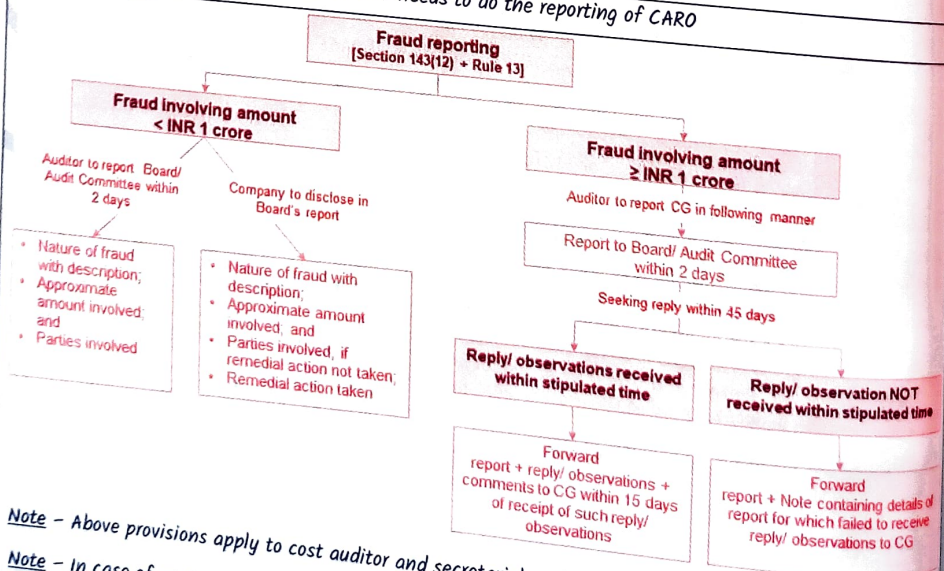 needs to do the reporting of CARO
Fraud reporting
[Section 143(12) + Rule 13]
Fraud involving amount
< INR 1 crore
Auditor to report Board/
Audit Committee within
2 days
Company to disclose in
Board's report
• Nature of fraud
with description;
• Approximate
amount involved;
and
• Parties involved
• Nature of fraud with
description;
• Approximate amount
involved; and
• Parties involved, if
remedial action not taken;
• Remedial action taken
Fraud involving amount
≥ INR 1 crore
Auditor to report CG in following manner
Report to Board/ Audit Committee
within 2 days
Seeking reply within 45 days
Reply/ observations received
within stipulated time
Forward
report + reply/ observations +
comments to CG within 15 days
of receipt of such reply/
observations
Reply/ observation NOT
received within stipulated time
Forward
report + Note containing details of
report for which failed to receive
reply/ observations to CG
Note – Above provisions apply to cost auditor and
Note – In case of